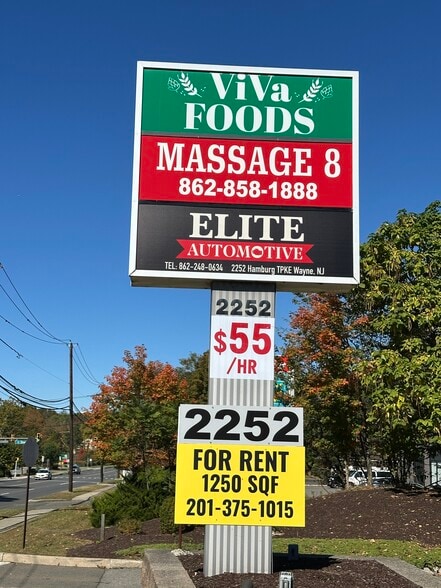 ViVa
FOODS
MASSAGE 8
862-858-1888
ELITE
AUTOMOTIVE
TEL. 862-248-0634 2252 Hamburg TPKE Wayne, NJ
2252
$55
/HR
2252
FOR RENT
1250 SQF
201-375-1015